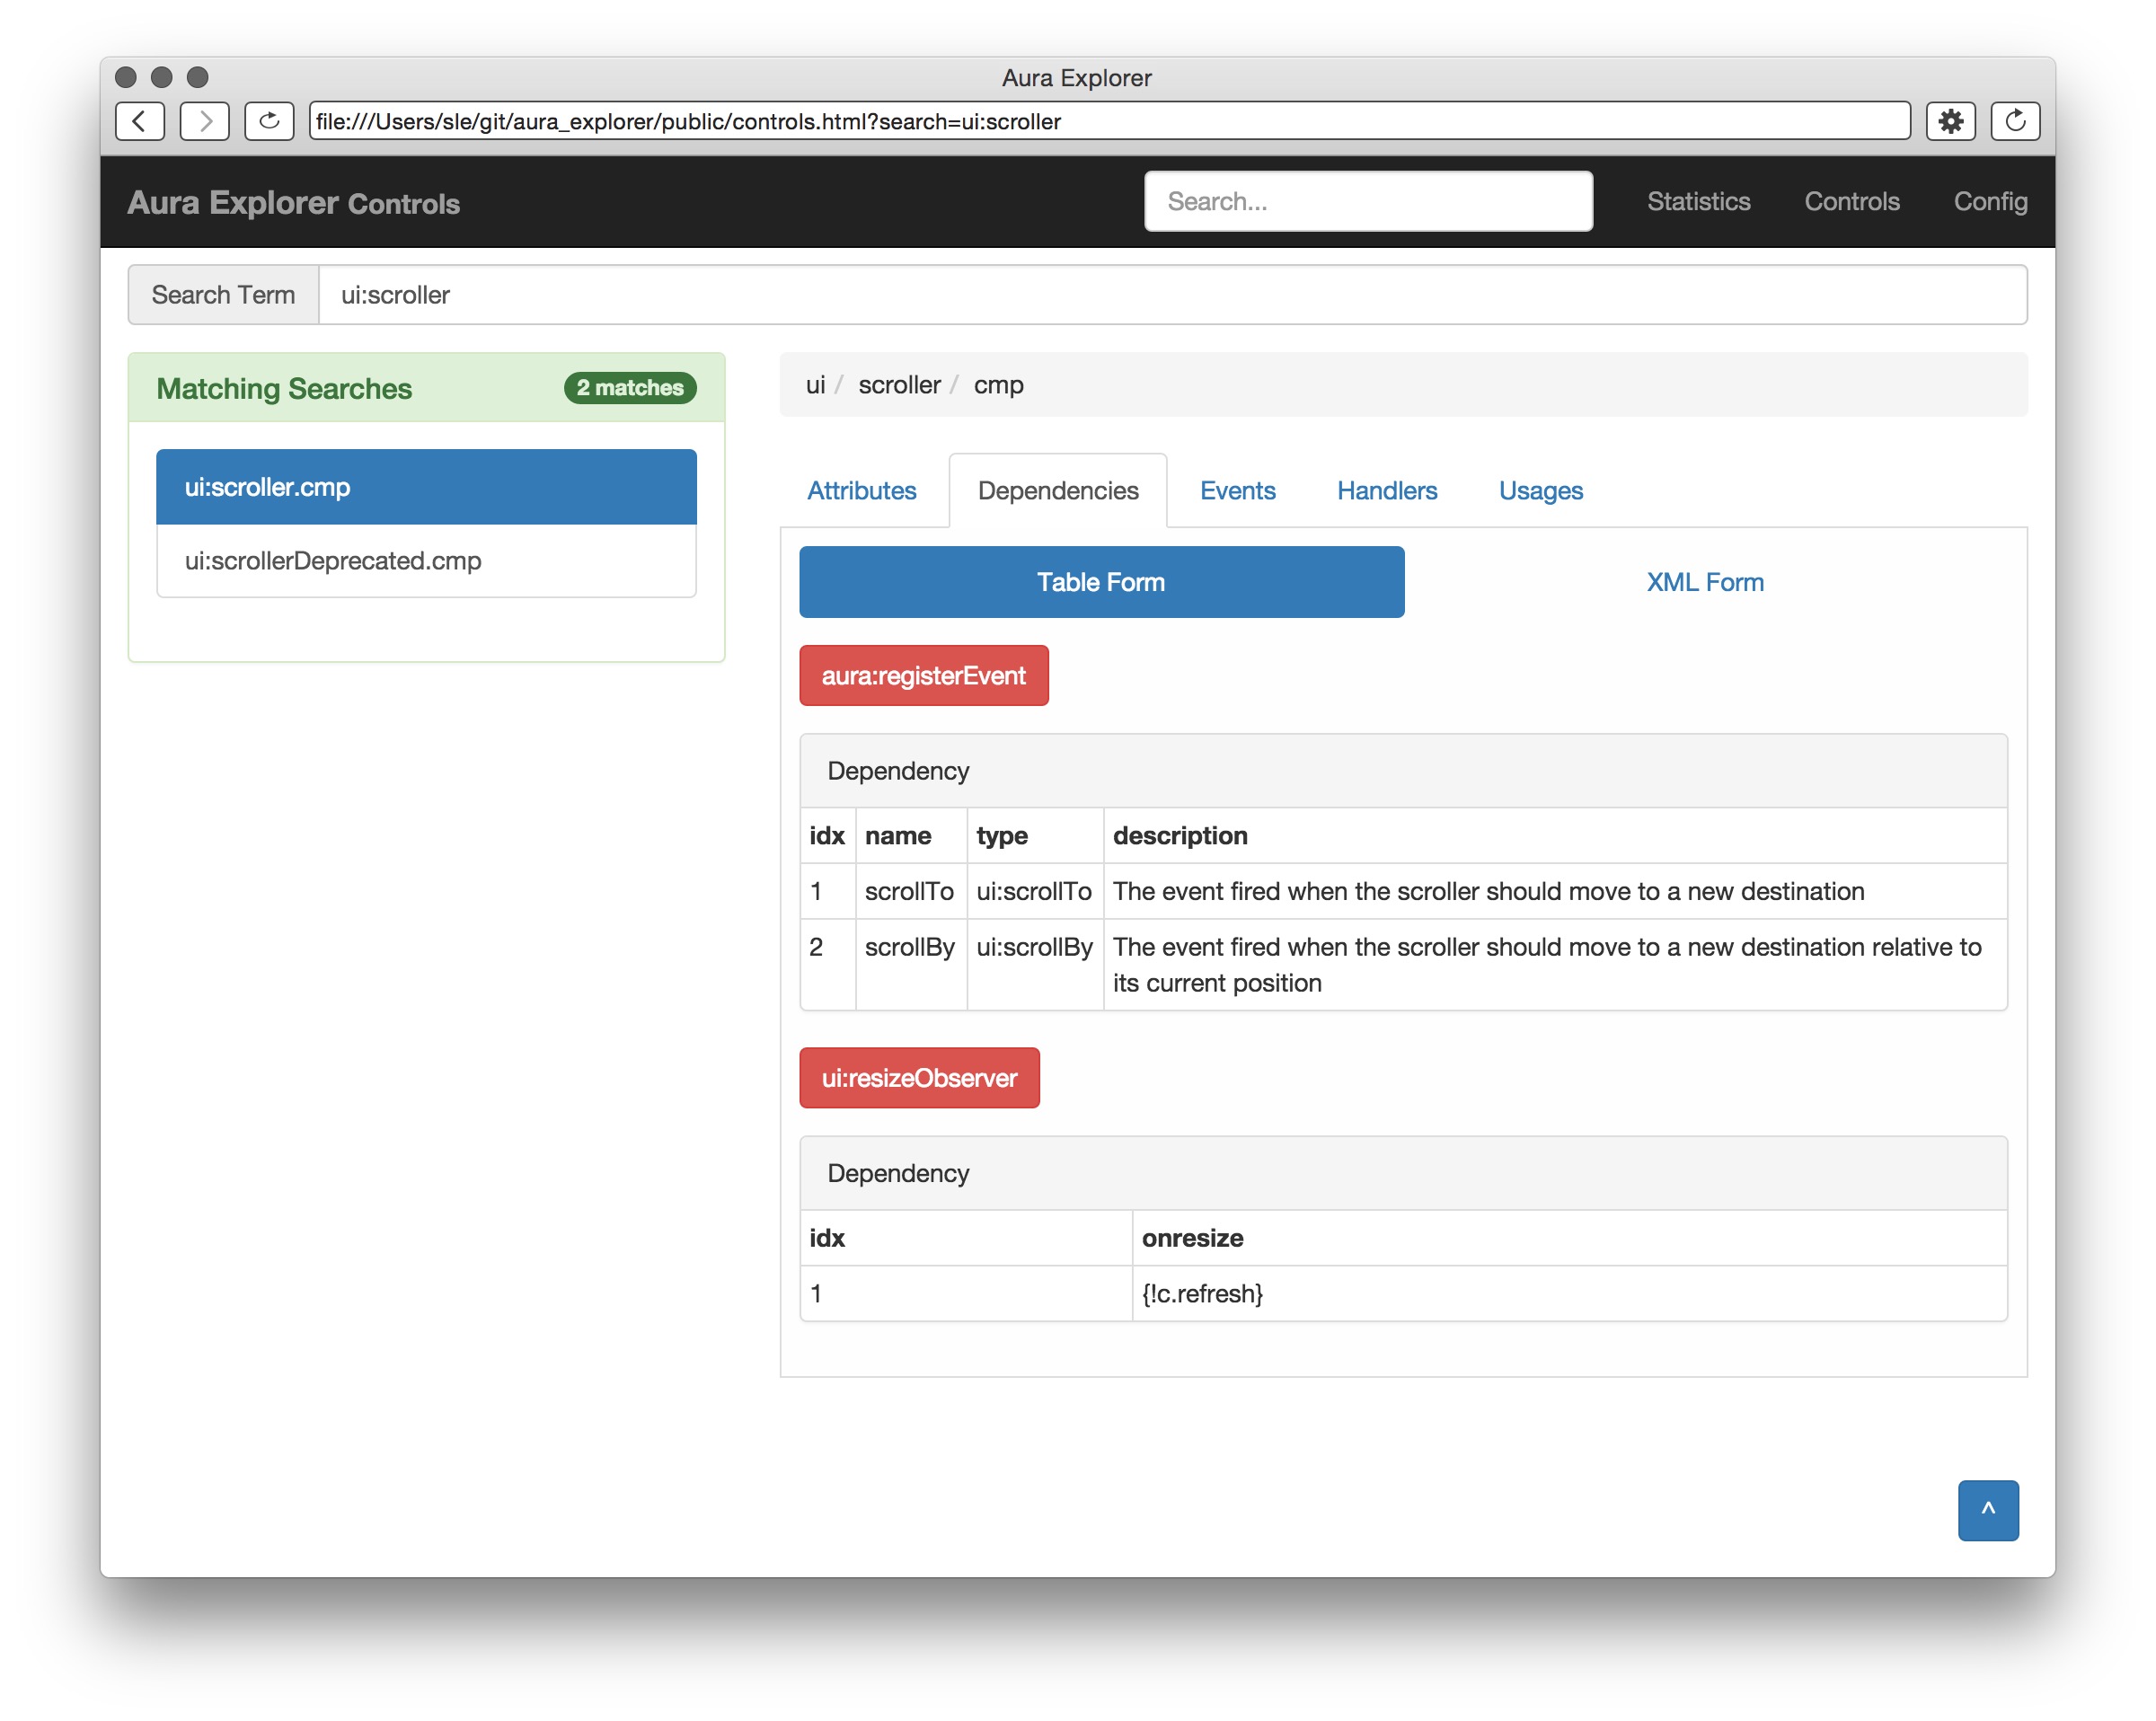 Aura Explorer
file:///Users/sle/git/aura_explorer/public/controls.html?search=ui:scroller
Aura Explorer Controls
Search...
Statistics
Controls
Config
Search Term
ui:scroller
Matching Searches
2 matches
ui:scroller.cmp
ui:scrollerDeprecated.cmp
ui / scroller / cmp
Attributes
Dependencies
Events
Handlers
Usages
Table Form
XML Form
aura:registerEvent
Dependency
idx name type description
1 scrollTo ui:scrollTo The event fired when the scroller should move to a new destination
2 scrollBy ui:scrollBy The event fired when the scroller should move to a new destination relative to
its current position
ui:resizeObserver
Dependency
idx onresize
1 {!c.refresh}
^